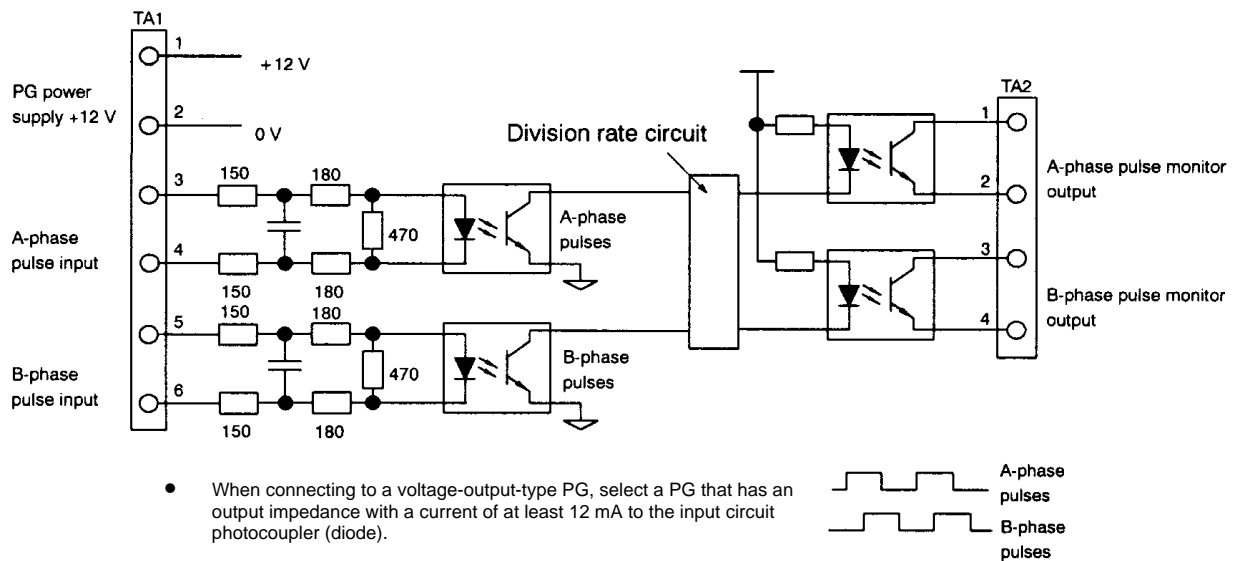 TA1
1
+12 V
PG power
supply +12 V
2
0 V
TA2
1
Division rate circuit
A-phase pulse monitor
output
2
150
180
3
470
A-phase
pulses
A-phase
pulse input
4
150
180
3
B-phase pulse monitor
output
4
150
180
5
470
B-phase
pulses
B-phase
pulse input
6
150
180
● When connecting to a voltage-output-type PG, select a PG that has an
output impedance with a current of at least 12 mA to the input circuit
photocoupler (diode).
A-phase
pulses
B-phase
pulses